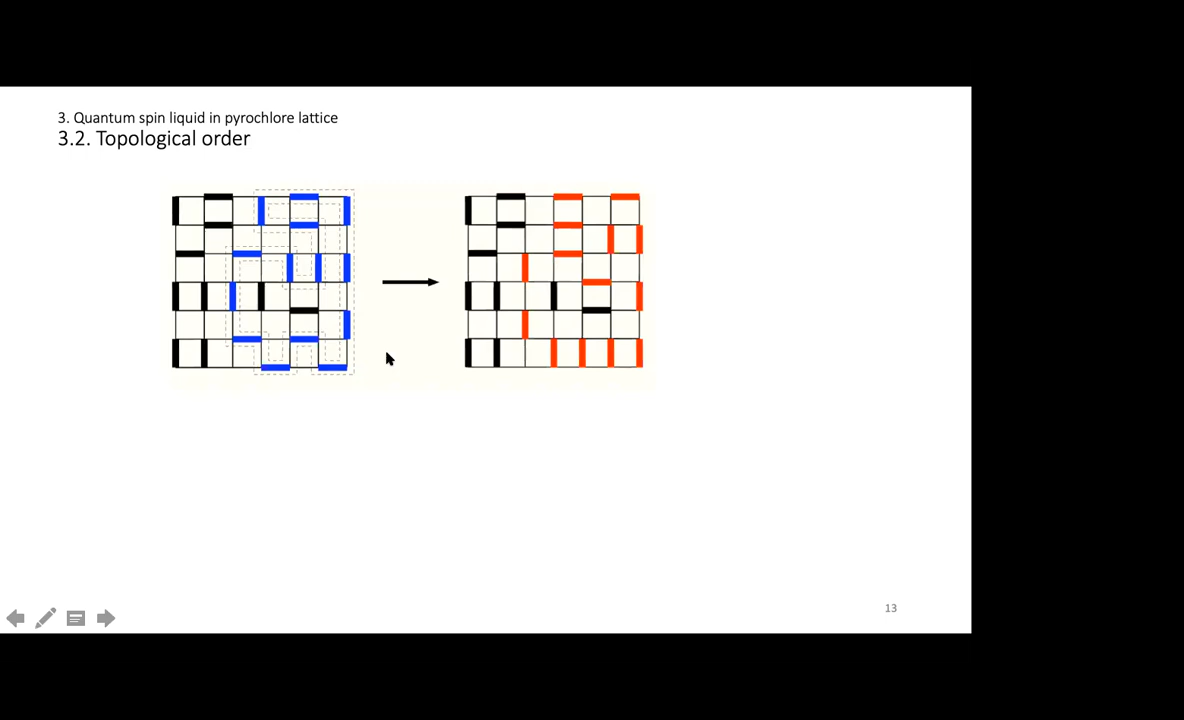 3. Quantum spin liquid in pyrochlore lattice
3.2. Topological order
13